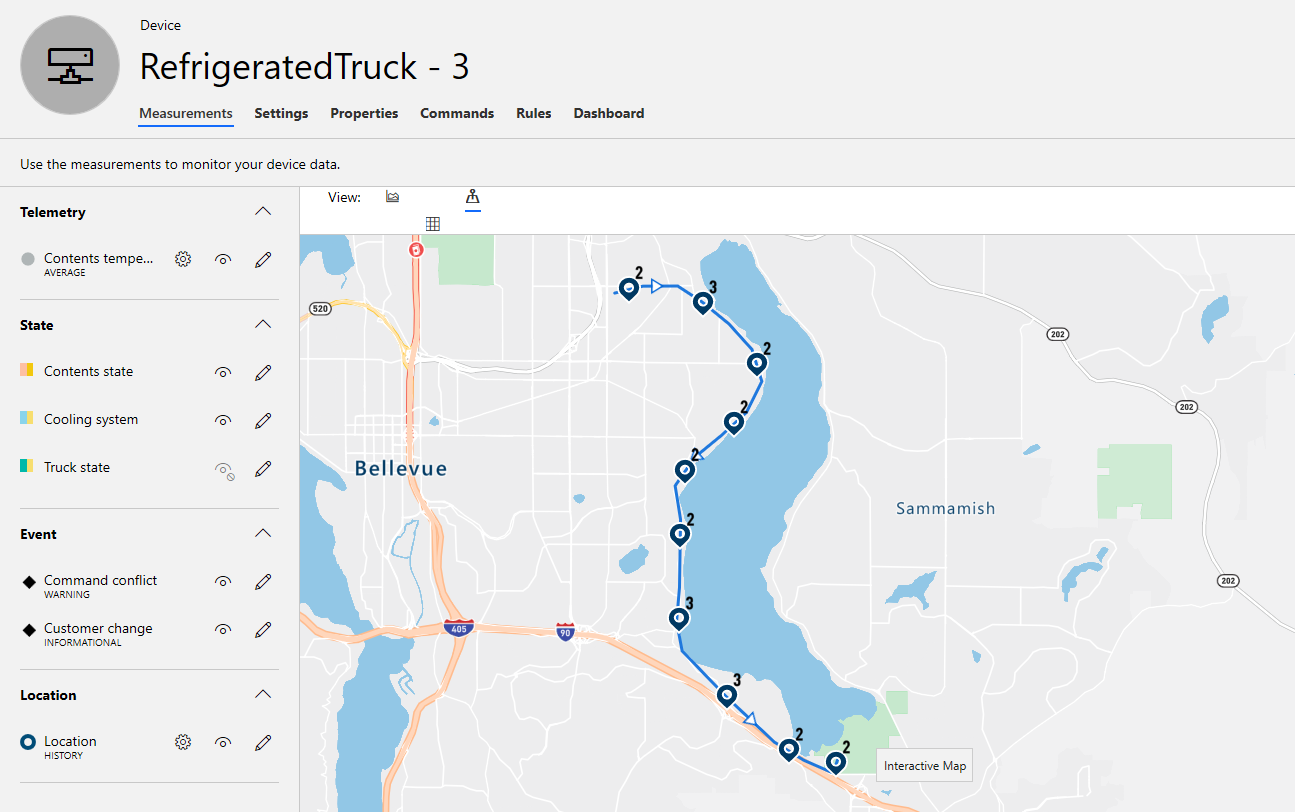 Device
RefrigeratedTruck - 3
Measurements Settings Properties Commands Rules Dashboard
Use the measurements to monitor your device data.
Telemetry
Contents tempe...
AVERAGE
State
Contents state
Cooling system
Truck state
Event
Command conflict
WARNING
Customer change
INFORMATIONAL
Location
Location
HISTORY
View:
2
3
520
202
2
202
2
2
Bellevue
Sammamish
2
202
3
405
90
3
2
2
Interactive Map